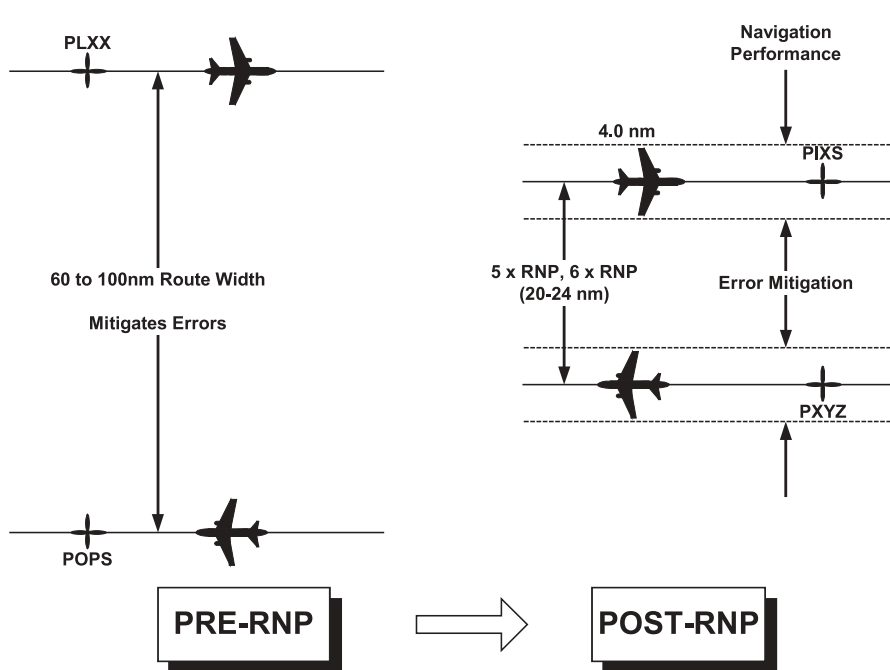 PLXX
60 to 100nm Route Width
Mitigates Errors
POPS
PRE-RNP
Navigation
Performance
4.0 nm
PIXS
5 x RNP, 6 x RNP
(20-24 nm)
Error Mitigation
PXYZ
POST-RNP